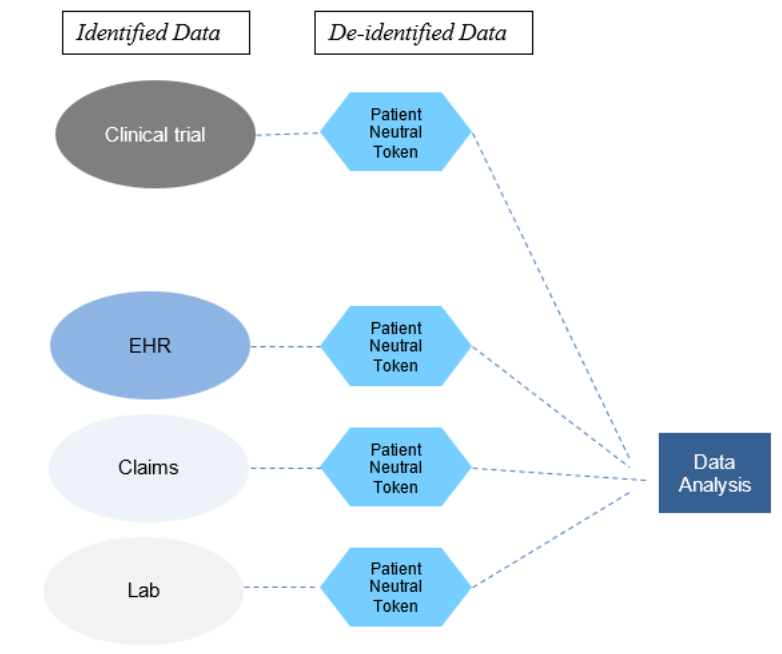 Identified Data
De-identified Data
Clinical trial
Patient
Neutral
Token
EHR
Patient
Neutral
Token
Claims
Patient
Neutral
Token
Lab
Patient
Neutral
Token
Data
Analysis